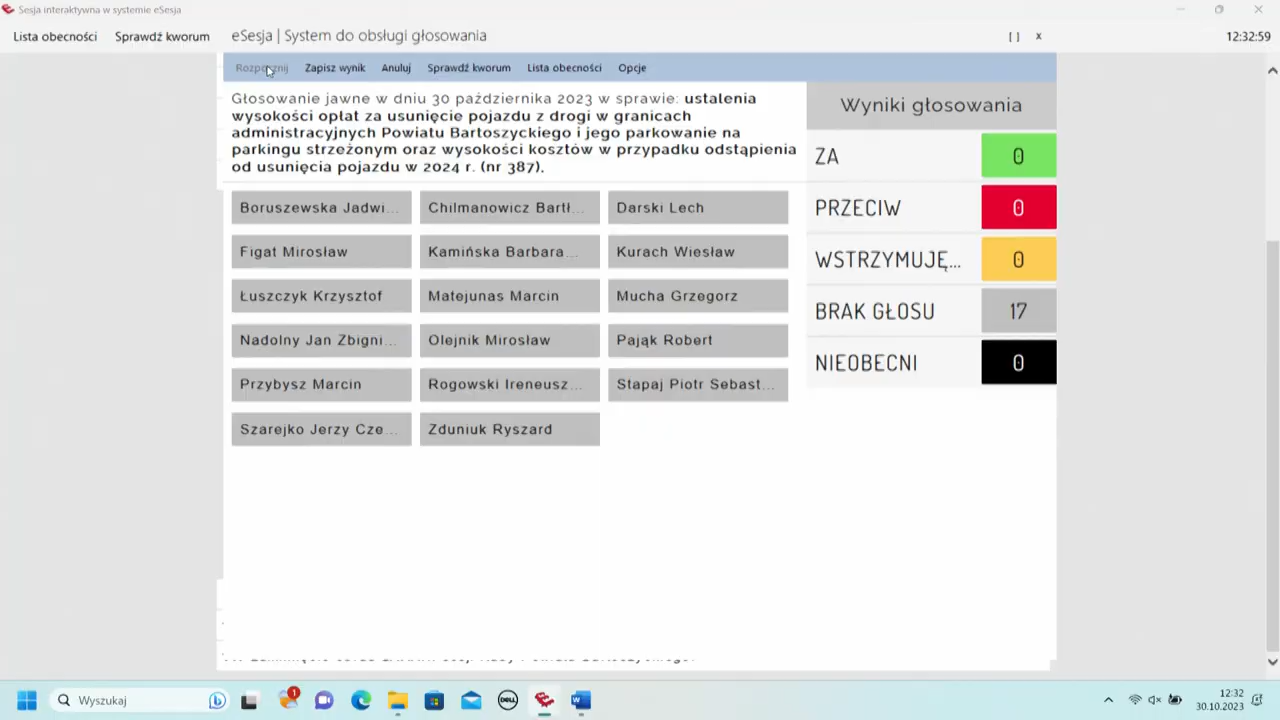 Sesja interaktywna w systemie eSesja
Lista obecności Sprawdź kworum eSesja | System do obsługi głosowania [ ] x 12:32:59
Rozpocznij Zapisz wynik Anuluj Sprawdź kworum Lista obecności Opcje
Głosowanie jawne w dniu 30 października 2023 w sprawie: ustalenia
wysokości opłat za usunięcie pojazdu z drogi w granicach
administracyjnych Powiatu Bartoszyckiego i jego parkowanie na
parkingu strzeżonym oraz wysokości kosztów w przypadku odstąpienia
od usunięcia pojazdu w 2024 r. (nr 387).
Wyniki głosowania
ZA 0
PRZECIW 0
WSTRZYMUJĘ... 0
BRAK GŁOSU 17
NIEOBECNI 0
Boruszewska Jadwi... Chilmanowicz Bartł... Darski Lech
Figat Mirosław Kamińska Barbara... Kurach Wiesław
Łuszczyk Krzysztof Matejunas Marcin Mucha Grzegorz
Nadolny Jan Zbigni... Olejnik Mirosław Pająk Robert
Przybysz Marcin Rogowski Ireneusz... Stapaj Piotr Sebast...
Szarejko Jerzy Cze... Zduniuk Ryszard
Wyszukaj 1 DELL 12:32
30.10.2023